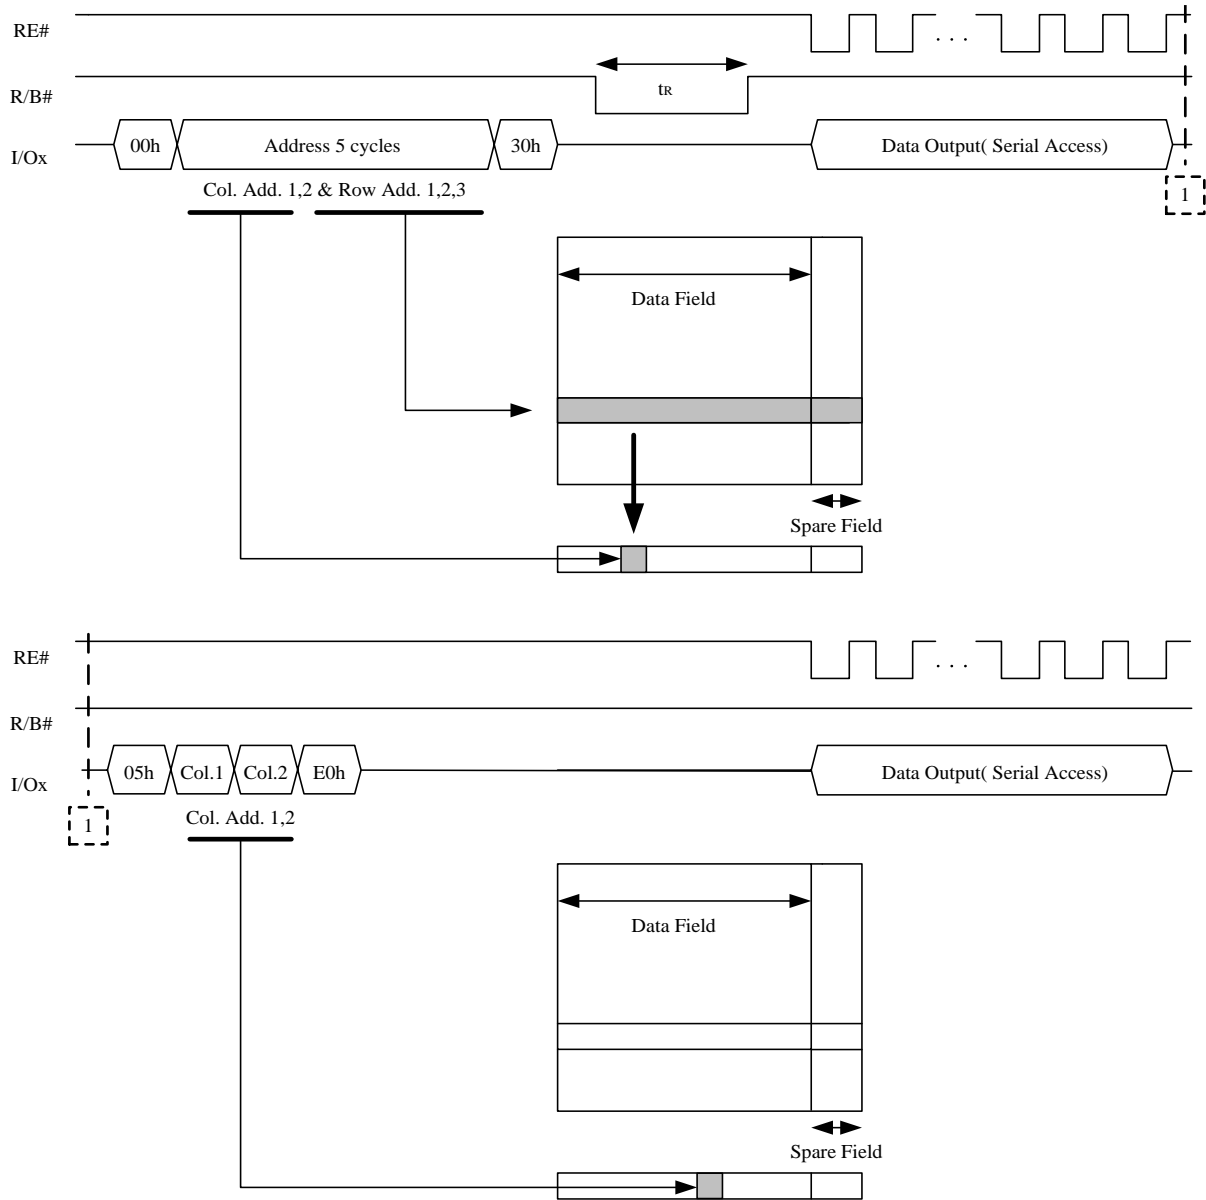 RE#
. . .
R/B#
tR
I/Ox
00h
Address 5 cycles
30h
Data Output( Serial Access)
Col. Add. 1,2 & Row Add. 1,2,3
1
Data Field
Spare Field
RE#
. . .
R/B#
I/Ox
05h
Col.1
Col.2
E0h
Data Output( Serial Access)
1
Col. Add. 1,2
Data Field
Spare Field